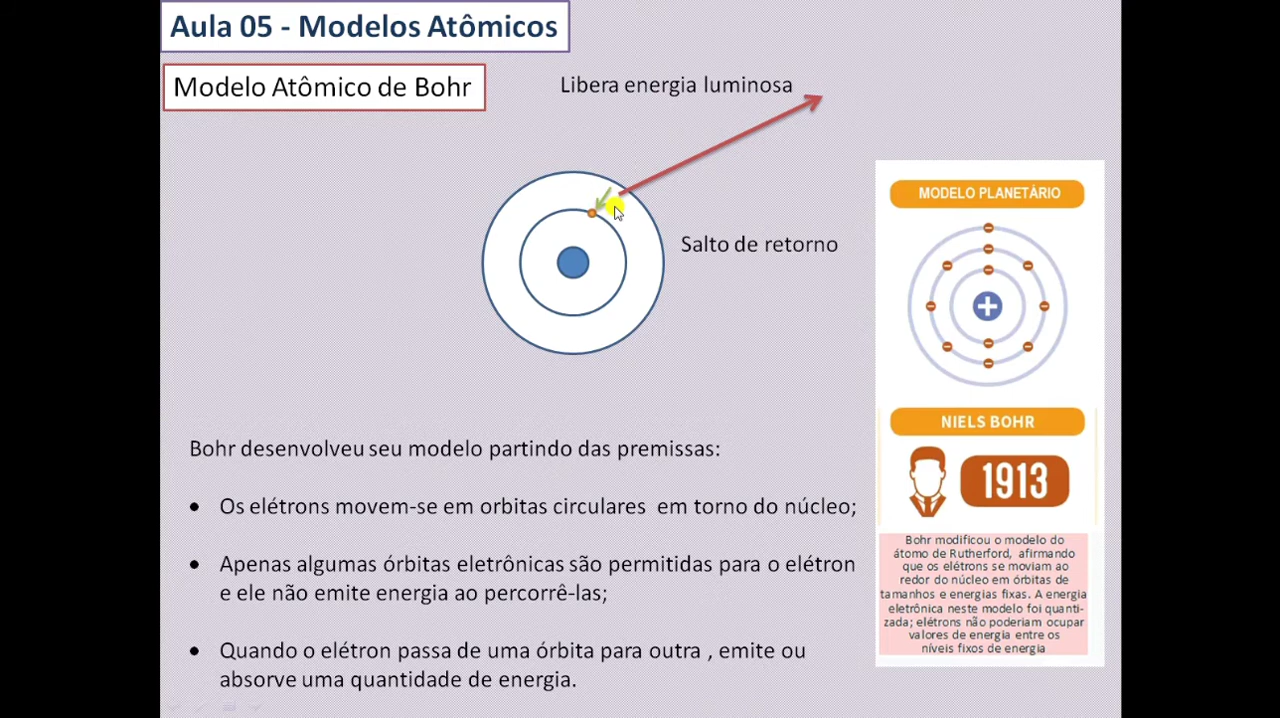 Aula 05 - Modelos Atômicos
Modelo Atômico de Bohr
Libera energia luminosa
Salto de retorno
MODELO PLANETÁRIO
NIELS BOHR
1913
Bohr modificou o modelo do
átomo de Rutherford, afirmando
que os elétrons se moviam ao
redor do núcleo em órbitas de
tamanhos e energias fixas. A energia
eletrônica neste modelo foi quanti-
zada; elétrons não poderiam ocupar
valores de energia entre os
níveis fixos de energia
Bohr desenvolveu seu modelo partindo das premissas:
• Os elétrons movem-se em orbitas circulares em torno do núcleo;
• Apenas algumas órbitas eletrônicas são permitidas para o elétron
e ele não emite energia ao percorrê-las;
• Quando o elétron passa de uma órbita para outra , emite ou
absorve uma quantidade de energia.